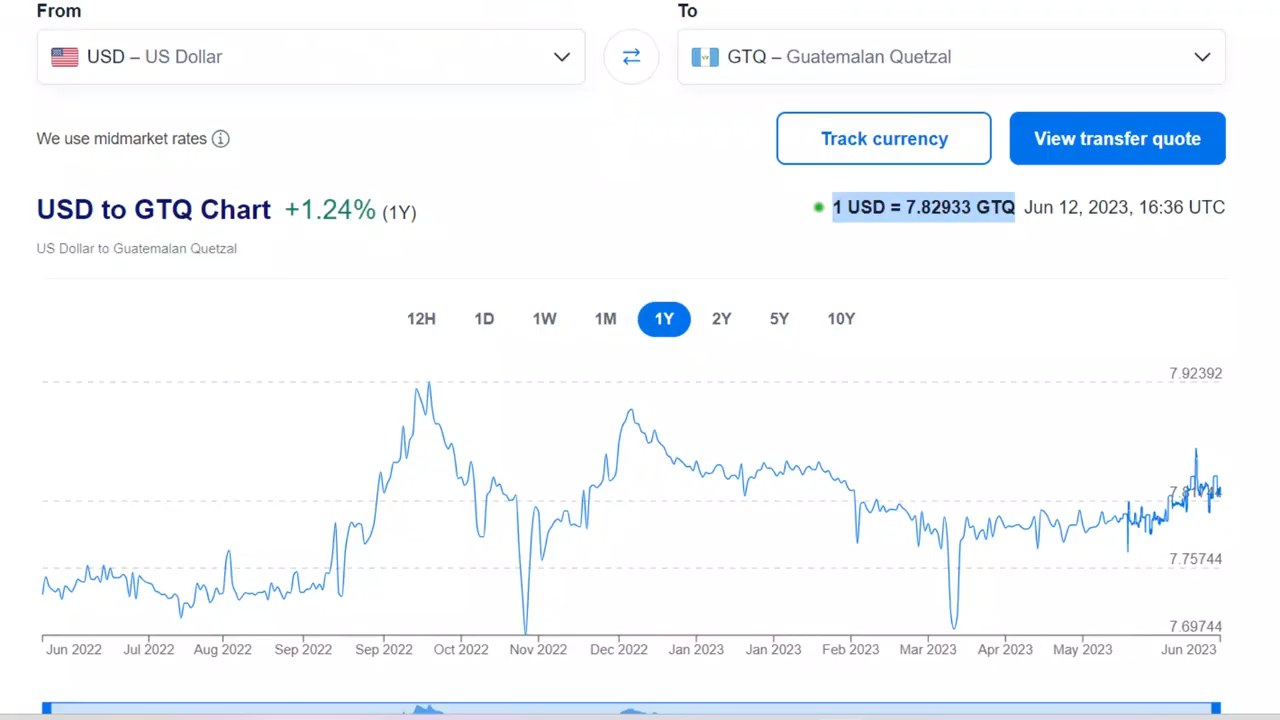 From
To
USD – US Dollar
GTQ – Guatemalan Quetzal
We use midmarket rates
Track currency
View transfer quote
USD to GTQ Chart +1.24% (1Y)
1 USD = 7.82933 GTQ Jun 12, 2023, 16:36 UTC
US Dollar to Guatemalan Quetzal
12H 1D 1W 1M 1Y 2Y 5Y 10Y
7.92392
7.75744
7.69744
Jun 2022 Jul 2022 Aug 2022 Sep 2022 Sep 2022 Oct 2022 Nov 2022 Dec 2022 Jan 2023 Jan 2023 Feb 2023 Mar 2023 Apr 2023 May 2023 Jun 2023